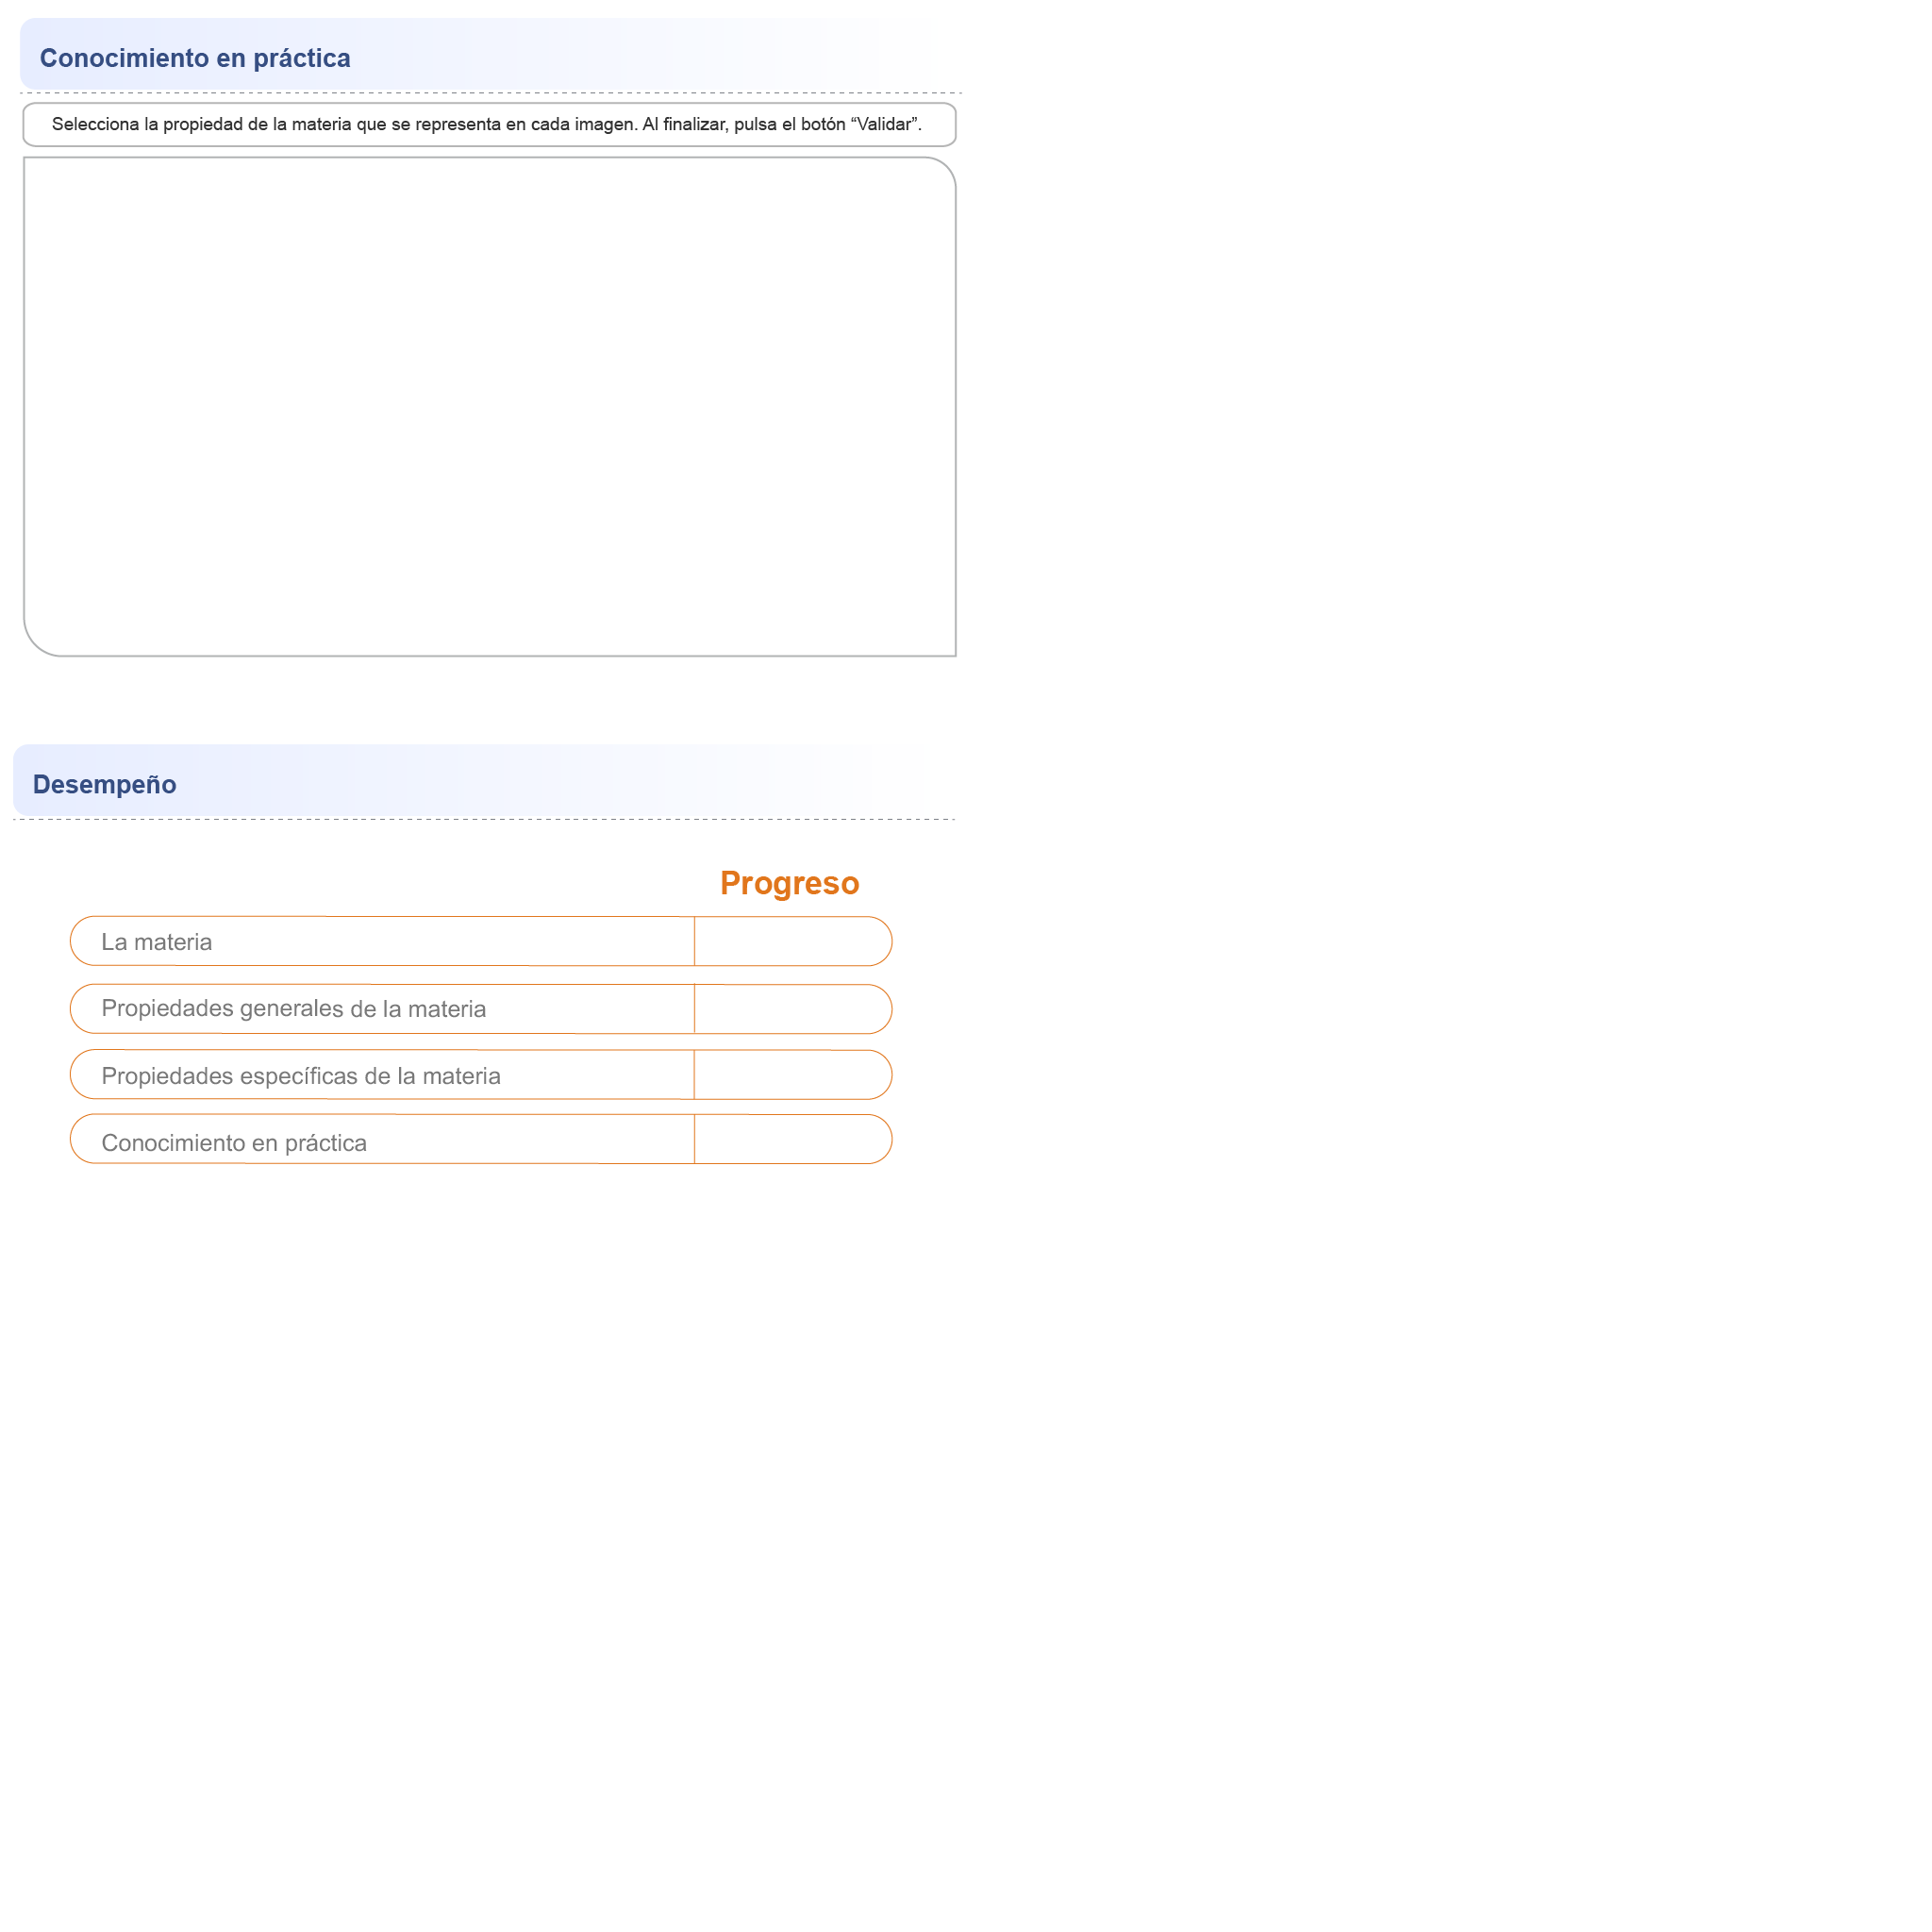 Conocimiento en práctica
Selecciona la propiedad de la materia que se representa en cada imagen. Al finalizar, pulsa el botón “Validar”.
Desempeño
Progreso
La materia
Propiedades generales de la materia
Propiedades específicas de la materia
Conocimiento en práctica